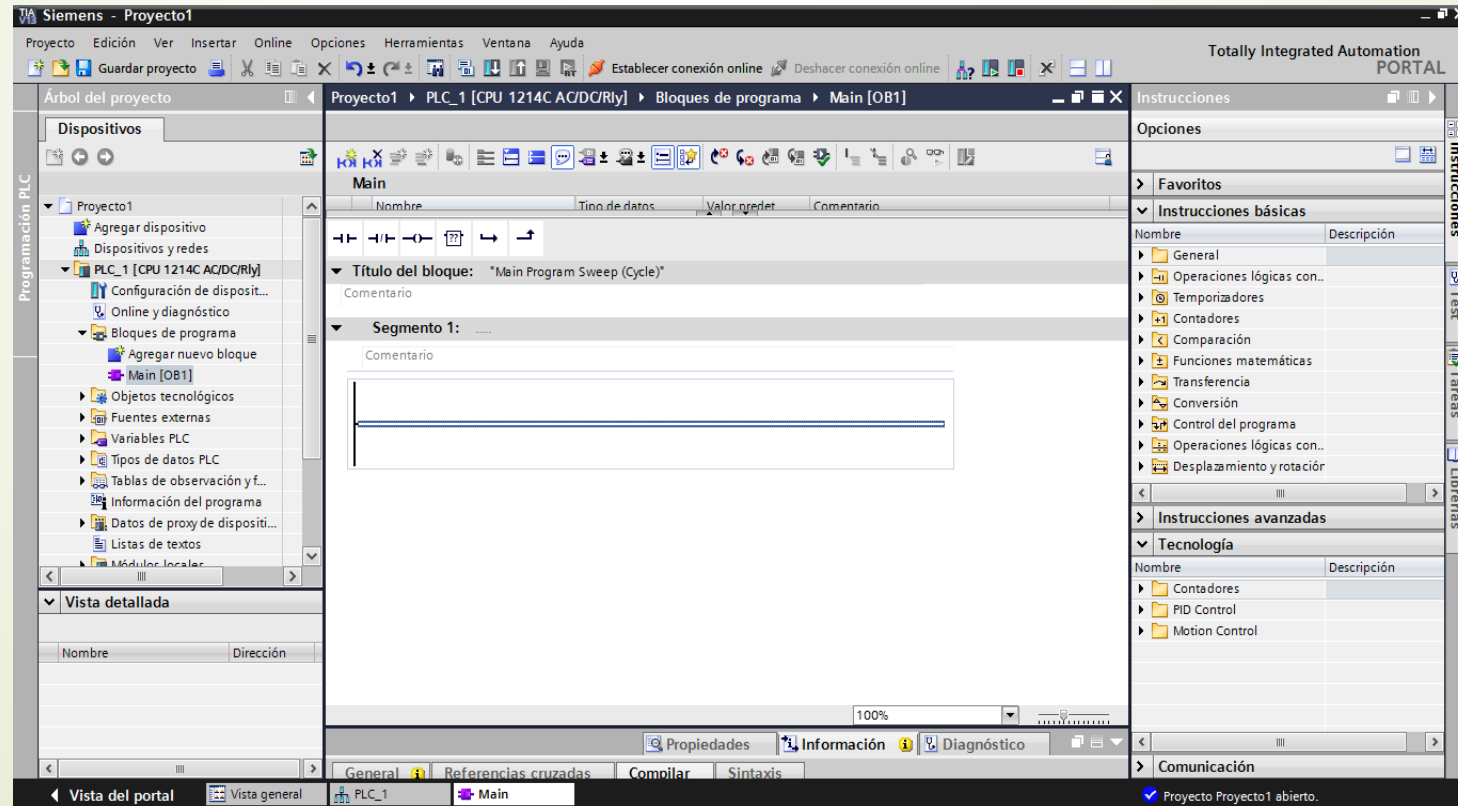 TIA V13 Siemens - Proyecto1
Proyecto Edición Ver Insertar Online Opciones Herramientas Ventana Ayuda
Guardar proyecto Establecer conexión online Deshacer conexión online
Totally Integrated Automation
PORTAL
Programación PLC
Árbol del proyecto
Dispositivos
Proyecto1
Agregar dispositivo
Dispositivos y redes
PLC_1 [CPU 1214C AC/DC/Rly]
Configuración de disposit...
Online y diagnóstico
Bloques de programa
Agregar nuevo bloque
Main [OB1]
Objetos tecnológicos
Fuentes externas
Variables PLC
Tipos de datos PLC
Tablas de observación y f...
Información del programa
Datos de proxy de dispositi...
Listas de textos
Módulos locales
Vista detallada
Nombre Dirección
Proyecto1 PLC_1 [CPU 1214C AC/DC/Rly] Bloques de programa Main [OB1]
Main
Nombre Tipo de datos Valor predet Comentario
??
Título del bloque: "Main Program Sweep (Cycle)"
Comentario
Segmento 1: .....
Comentario
100%
Propiedades Información Diagnóstico
General Referencias cruzadas Compilar Sintaxis
Instrucciones
Opciones
Favoritos
Instrucciones básicas
Nombre Descripción
General
Operaciones lógicas con..
Temporizadores
Contadores
Comparación
Funciones matemáticas
Transferencia
Conversión
Control del programa
Operaciones lógicas con..
Desplazamiento y rotación
Instrucciones avanzadas
Tecnología
Nombre Descripción
Contadores
PID Control
Motion Control
Comunicación
Instrucciones
Test
Tareas
Librerías
Vista del portal Vista general PLC_1 Main
Proyecto Proyecto1 abierto.